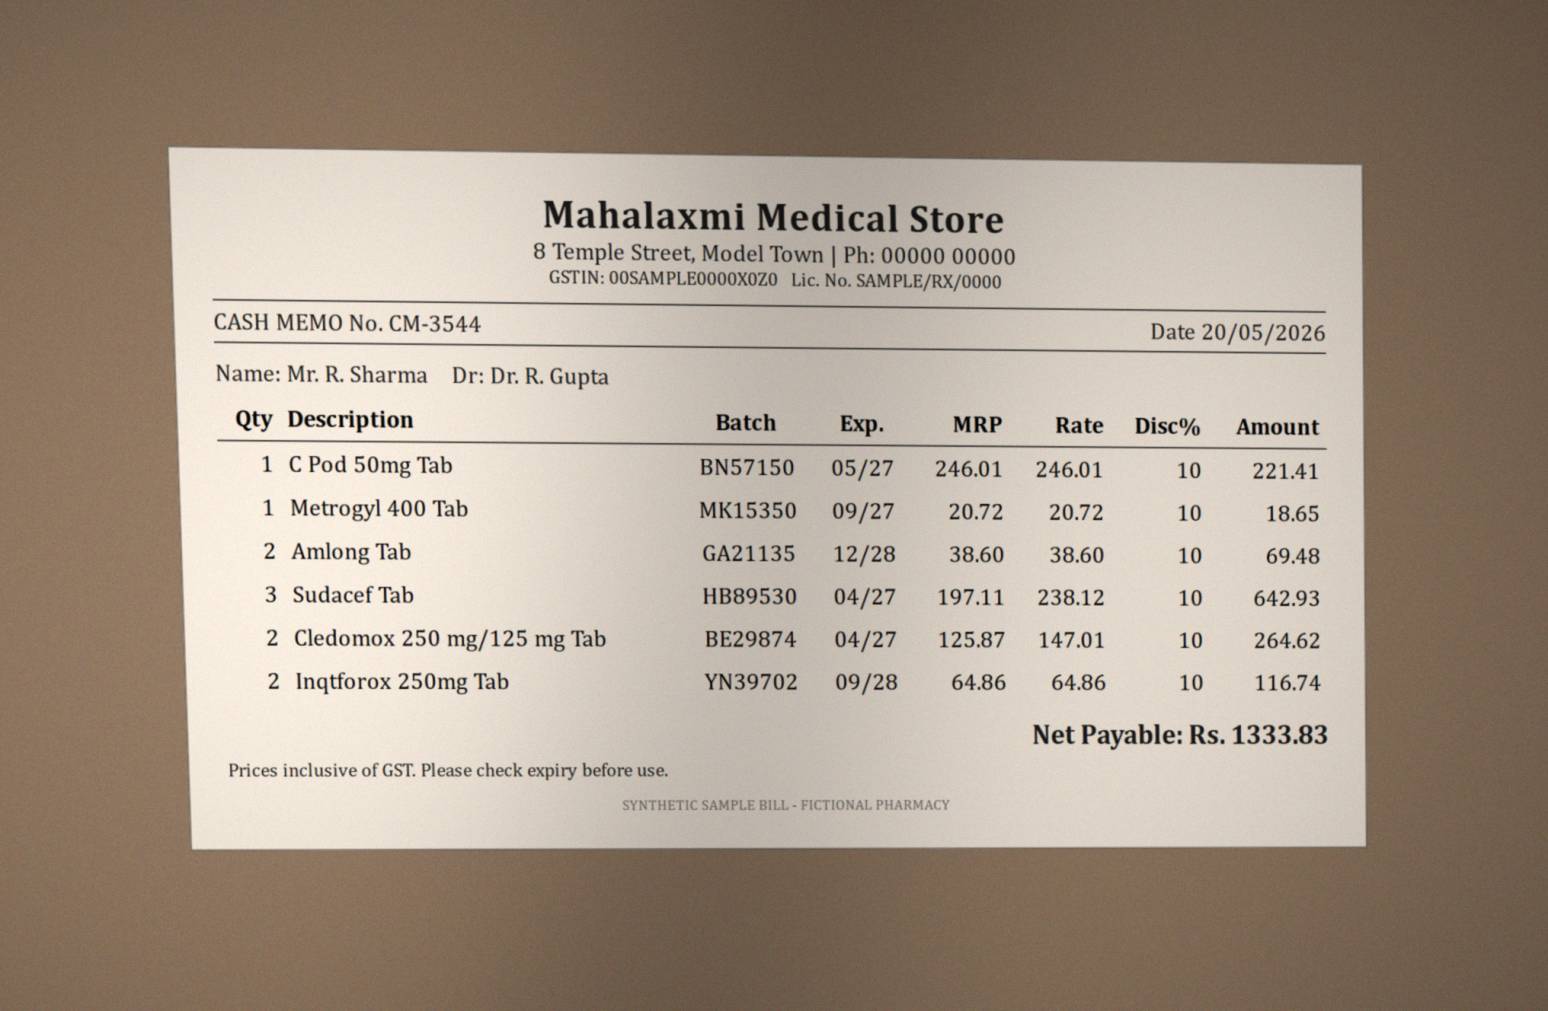 Mahalaxmi Medical Store
8 Temple Street, Model Town | Ph: 00000 00000
GSTIN: 00SAMPLE0000X0Z0 Lic. No. SAMPLE/RX/0000
CASH MEMO No. CM-3544 Date 20/05/2026
Name: Mr. R. Sharma Dr: Dr. R. Gupta
Qty Description Batch Exp. MRP Rate Disc% Amount
1 C Pod 50mg Tab BN57150 05/27 246.01 246.01 10 221.41
1 Metrogyl 400 Tab MK15350 09/27 20.72 20.72 10 18.65
2 Amlong Tab GA21135 12/28 38.60 38.60 10 69.48
3 Sudacef Tab HB89530 04/27 197.11 238.12 10 642.93
2 Cledomox 250 mg/125 mg Tab BE29874 04/27 125.87 147.01 10 264.62
2 Inqtforox 250mg Tab YN39702 09/28 64.86 64.86 10 116.74
Net Payable: Rs. 1333.83
Prices inclusive of GST. Please check expiry before use.
SYNTHETIC SAMPLE BILL - FICTIONAL PHARMACY